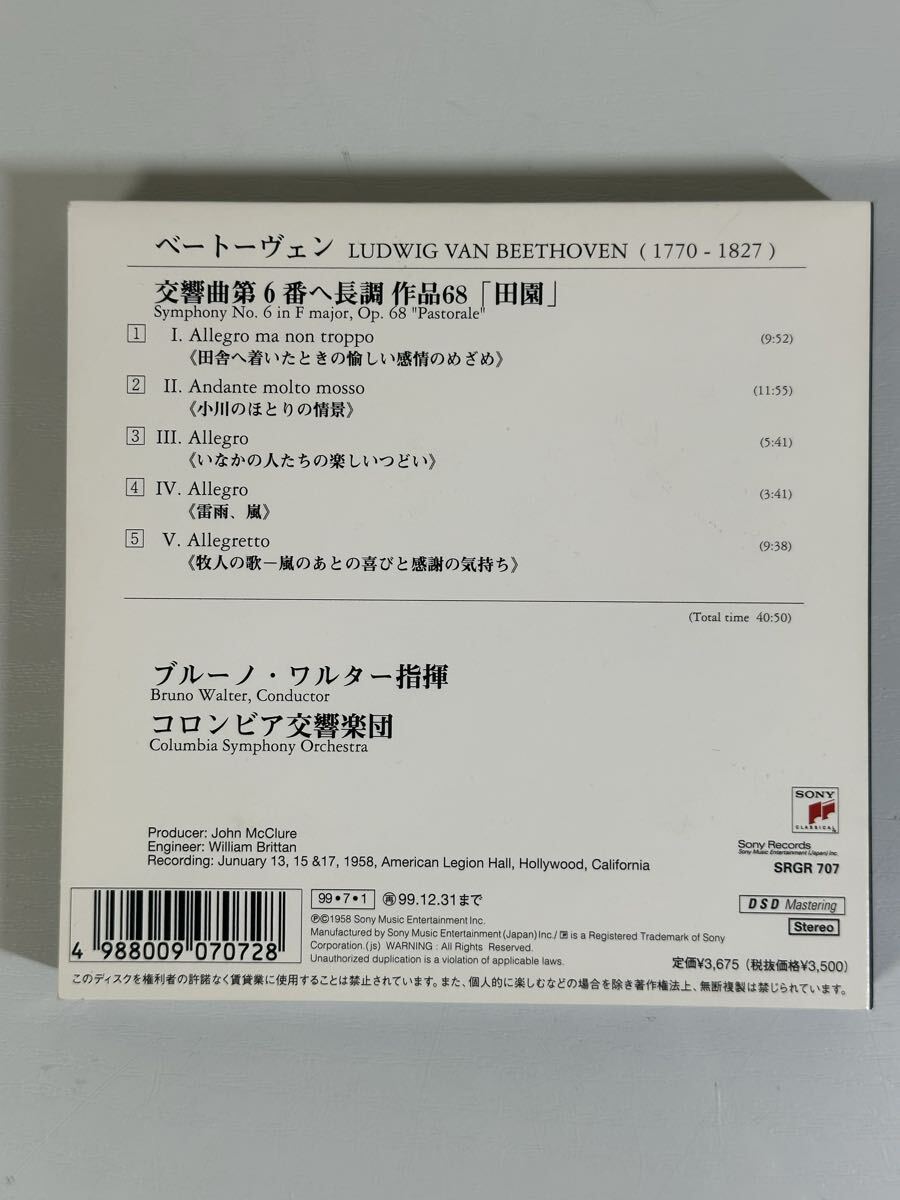 ベートーヴェン LUDWIG VAN BEETHOVEN ( 1770 - 1827 )
交響曲第6番ヘ長調 作品68「田園」
Symphony No. 6 in F major, Op. 68 "Pastorale"
1 I. Allegro ma non troppo (9:52)
《田舎へ着いたときの愉しい感情のめざめ》
2 II. Andante molto mosso (11:55)
《小川のほとりの情景》
3 III. Allegro (5:41)
《いなかの人たちの楽しいつどい》
4 IV. Allegro (3:41)
《雷雨、嵐》
5 V. Allegretto (9:38)
《牧人の歌－嵐のあとの喜びと感謝の気持ち》
(Total time 40:50)
ブルーノ・ワルター指揮
Bruno Walter, Conductor
コロンビア交響楽団
Columbia Symphony Orchestra
Producer: John McClure
Engineer: William Brittan
Recording: Junuary 13, 15 &17, 1958, American Legion Hall, Hollywood, California
SONY
CLASSICAL
Sony Records
Sony Music Entertainment (Japan) Inc.
SRGR 707
4 988009 070728
99・7・1 再99.12.31まで
ⓅⒸ1958 Sony Music Entertainment Inc.
Manufactured by Sony Music Entertainment (Japan) Inc./ is a Registered Trademark of Sony
Corporation.(js) WARNING : All Rights Reserved.
Unauthorized duplication is a violation of applicable laws.
DSD Mastering
Stereo
定価¥3,675（税抜価格¥3,500）
このディスクを権利者の許諾なく賃貸業に使用することは禁止されています。また、個人的に楽しむなどの場合を除き著作権法上、無断複製は禁じられています。